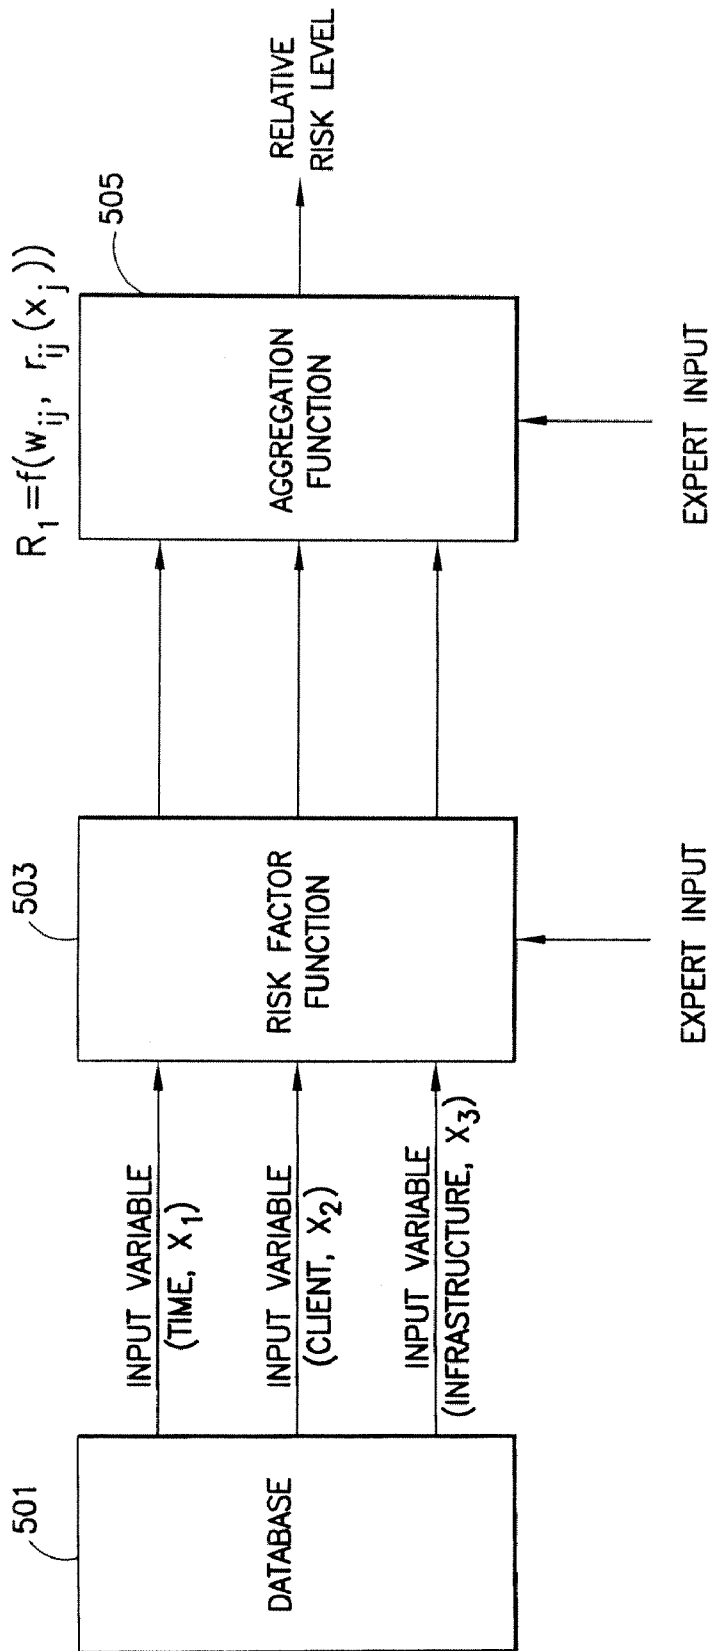 501
DATABASE
INPUT VARIABLE
(TIME, X₁)
INPUT VARIABLE
(CLIENT, X₂)
INPUT VARIABLE
(INFRASTRUCTURE, X₃)
503
RISK FACTOR
FUNCTION
EXPERT INPUT
R₁=f(wᵢⱼ, rᵢⱼ(xⱼ))
505
AGGREGATION
FUNCTION
EXPERT INPUT
RELATIVE
RISK LEVEL